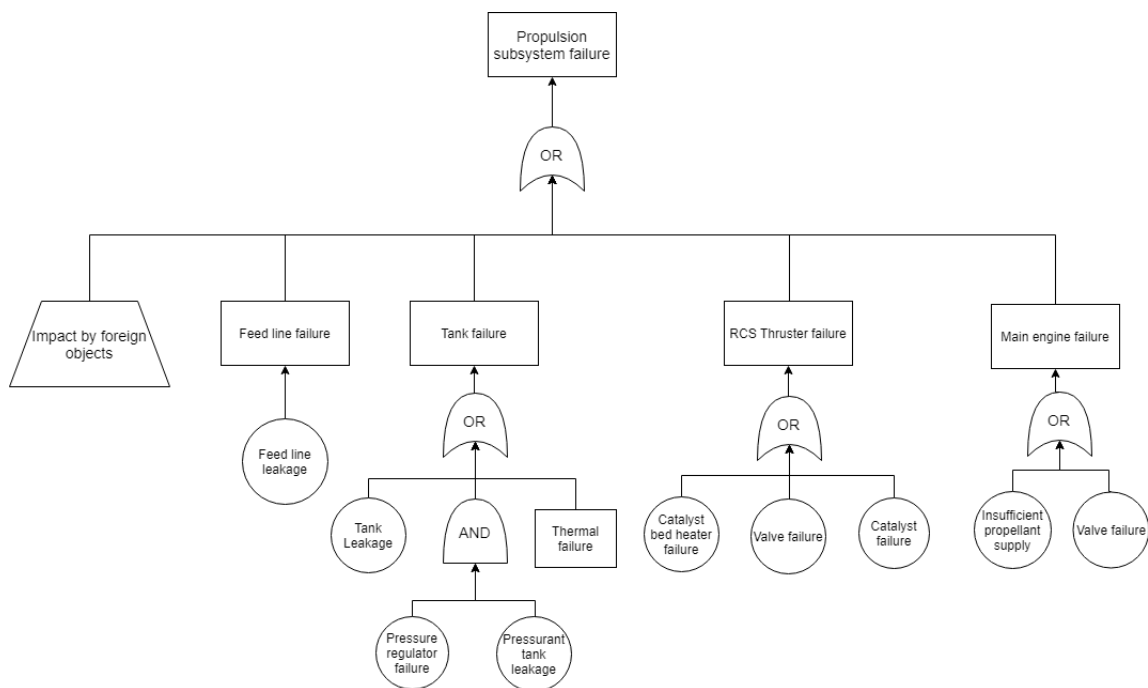 Propulsion
subsystem failure
OR
Impact by foreign
objects
Feed line failure
Tank failure
RCS Thruster failure
Main engine failure
OR
OR
OR
Feed line
leakage
Tank
Leakage
AND
Thermal
failure
Catalyst
bed heater
failure
Valve failure
Catalyst
failure
Insufficient
propellant
supply
Valve failure
Pressure
regulator
failure
Pressurant
tank
leakage